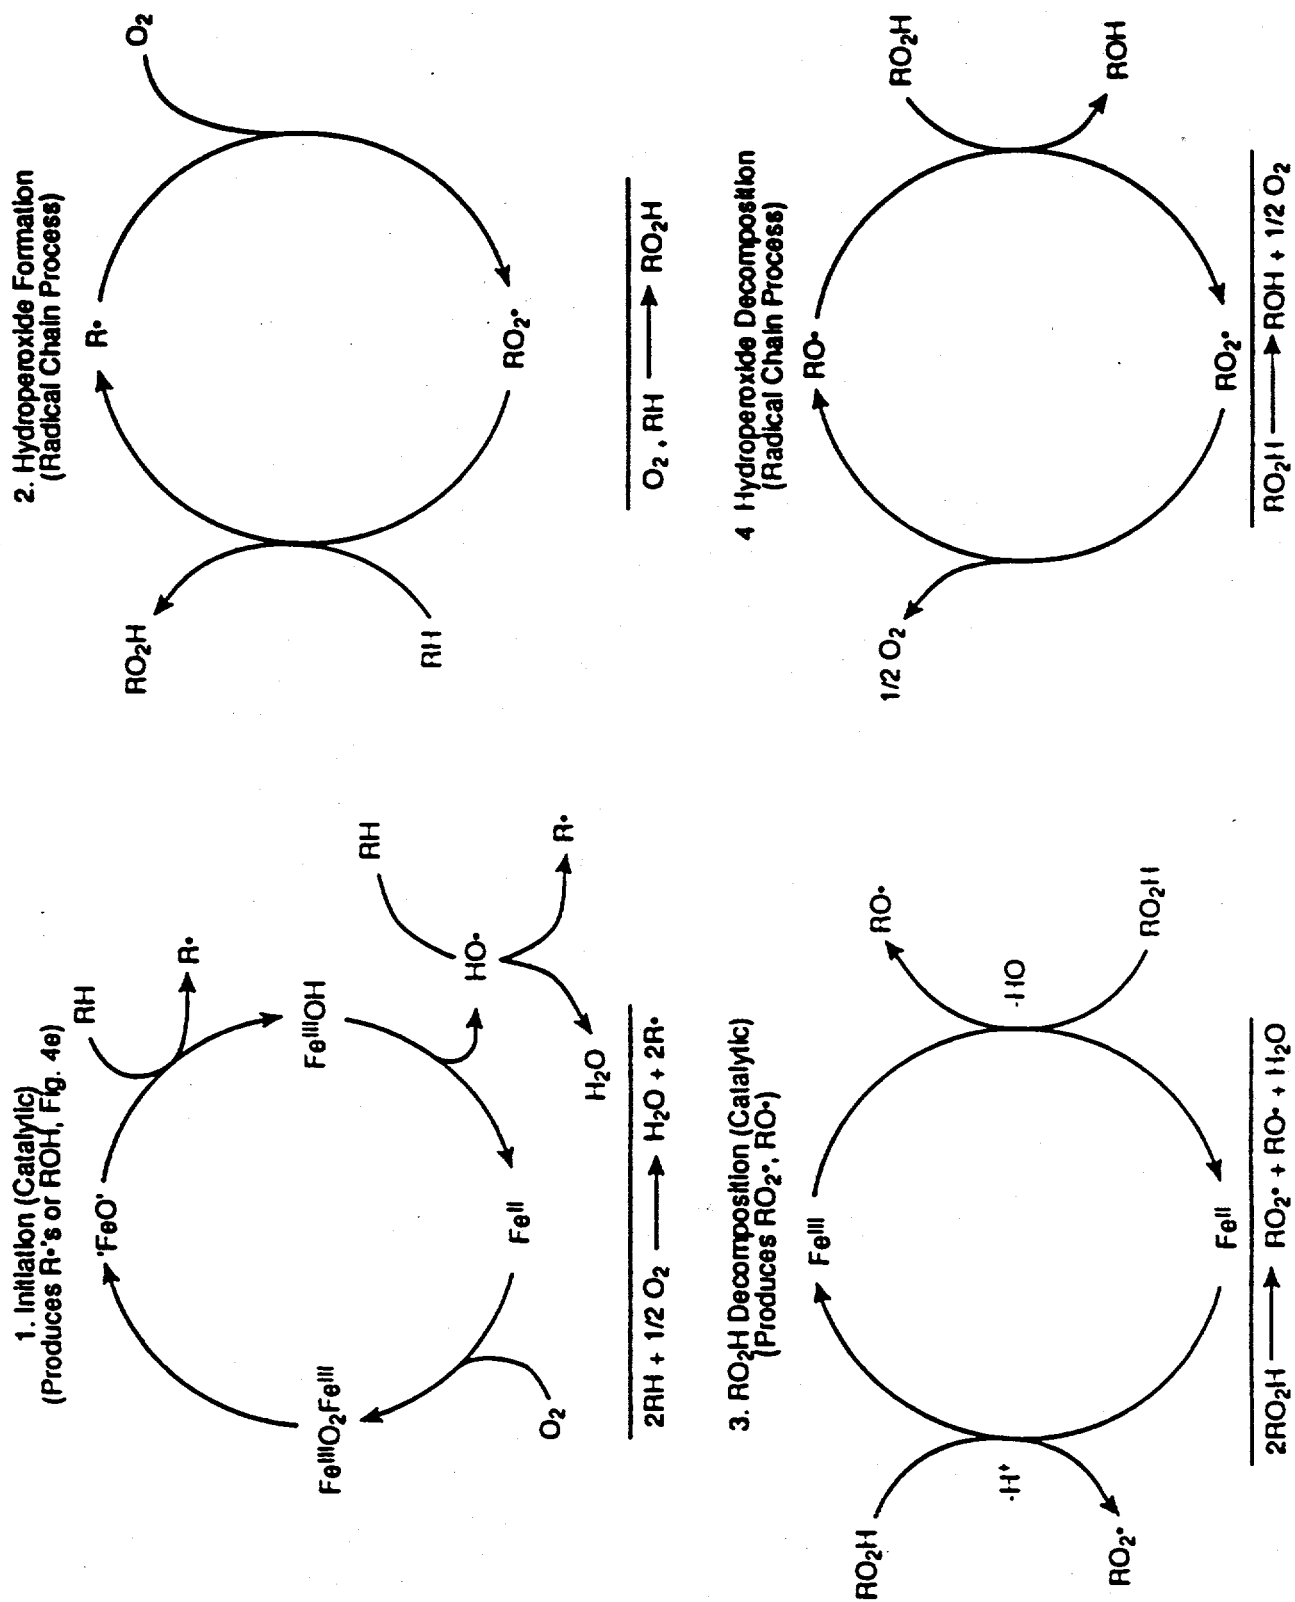 1. Initiation (Catalytic)
(Produces R•'s or ROH, Fig. 4e)
'FeO'
RH
R•
FeᴵᴵᴵOH
RH
HO•
R•
H₂O
Feᴵᴵ
O₂
FeᴵᴵᴵO₂Feᴵᴵᴵ
2RH + 1/2 O₂ ⟶ H₂O + 2R•
2. Hydroperoxide Formation
(Radical Chain Process)
R•
O₂
RO₂•
RH
RO₂H
O₂ , RH ⟶ RO₂H
3. RO₂H Decomposition (Catalytic)
(Produces RO₂•, RO•)
Feᴵᴵᴵ
RO•
-HO
RO₂H
Feᴵᴵ
RO₂H
-H⁺
RO₂•
2RO₂H ⟶ RO₂• + RO• + H₂O
4 Hydroperoxide Decomposition
(Radical Chain Process)
RO•
RO₂H
ROH
RO₂•
1/2 O₂
RO₂H ⟶ ROH + 1/2 O₂